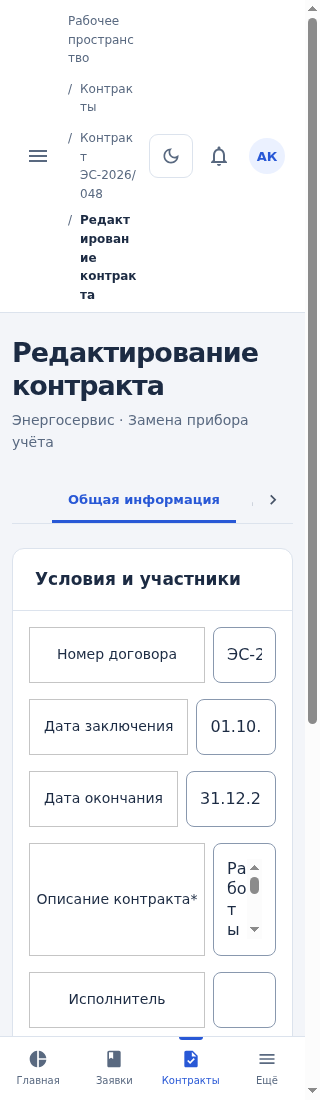 Рабочее
пространс
тво
/ Контрак
ты
/ Контрак
т
ЭС-2026/
048
/ Редакт
ирован
ие
контрак
та
АК
Редактирование
контракта
Энергосервис · Замена прибора
учёта
Общая информация
Условия и участники
Номер договора
ЭС-2
Дата заключения
01.10.
Дата окончания
31.12.2
Описание контракта*
Ра
бо
т
ы
Исполнитель
Главная
Заявки
Контракты
Ещё